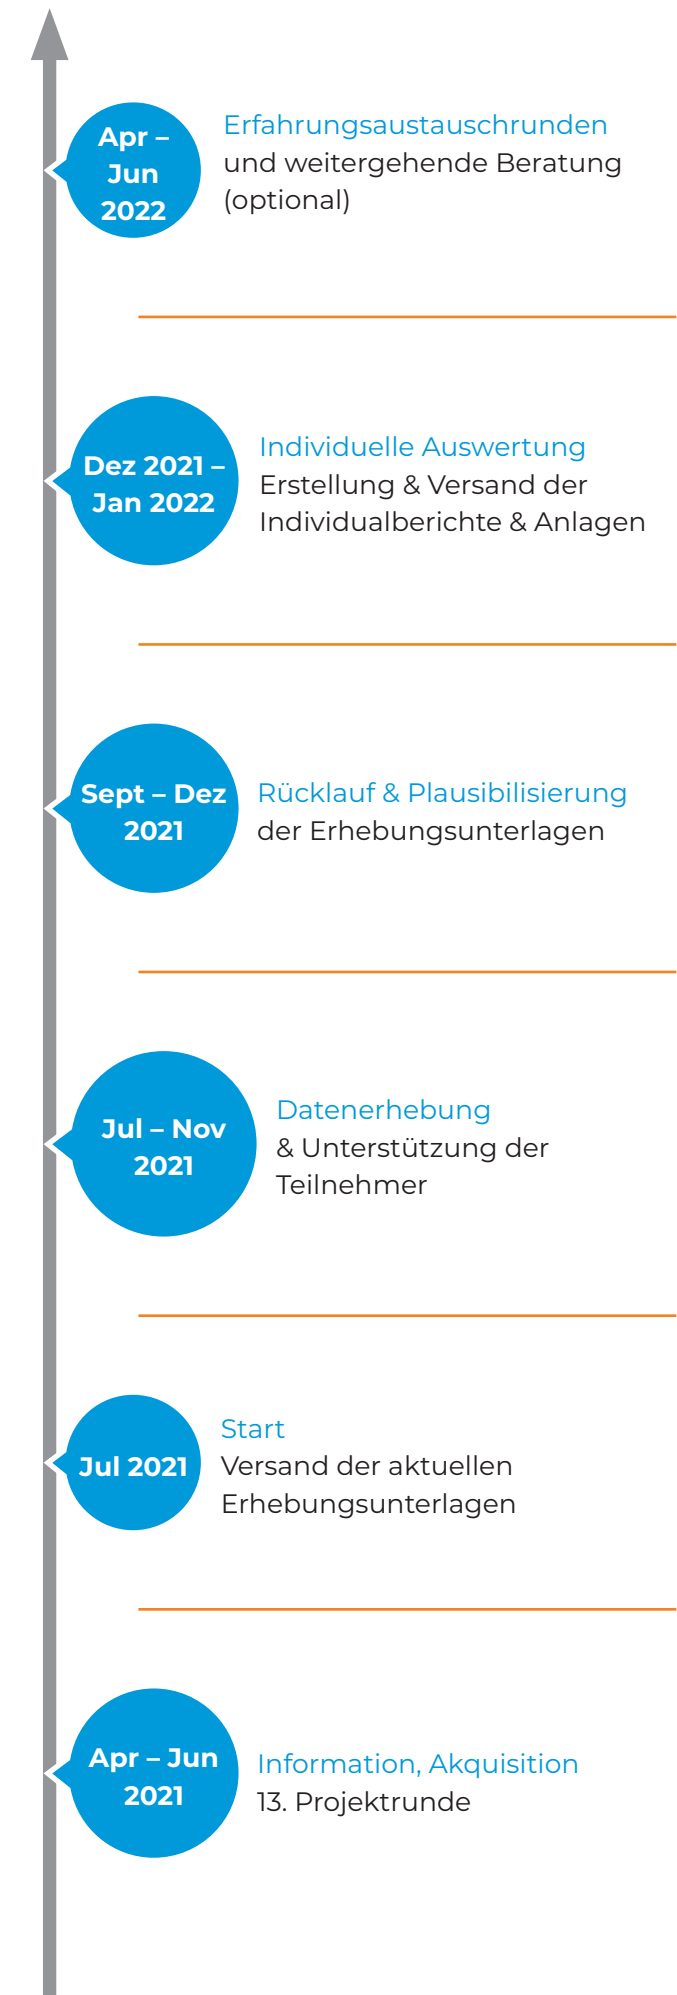 Apr –
Jun
2022
Erfahrungsaustauschrunden
und weitergehende Beratung
(optional)
Dez 2021 –
Jan 2022
Individuelle Auswertung
Erstellung & Versand der
Individualberichte & Anlagen
Sept – Dez
2021
Rücklauf & Plausibilisierung
der Erhebungsunterlagen
Jul – Nov
2021
Datenerhebung
& Unterstützung der
Teilnehmer
Jul 2021
Start
Versand der aktuellen
Erhebungsunterlagen
Apr – Jun
2021
Information, Akquisition
13. Projektrunde